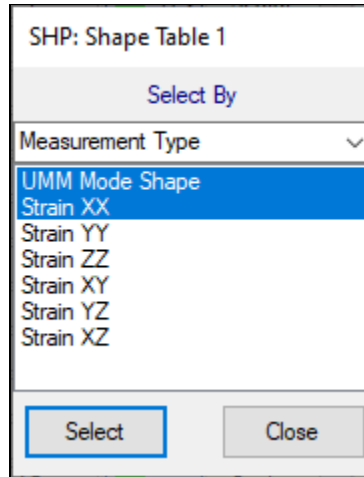 SHP: Shape Table 1
Select By
Measurement Type
UMM Mode Shape
Strain XX
Strain YY
Strain ZZ
Strain XY
Strain YZ
Strain XZ
Select Close